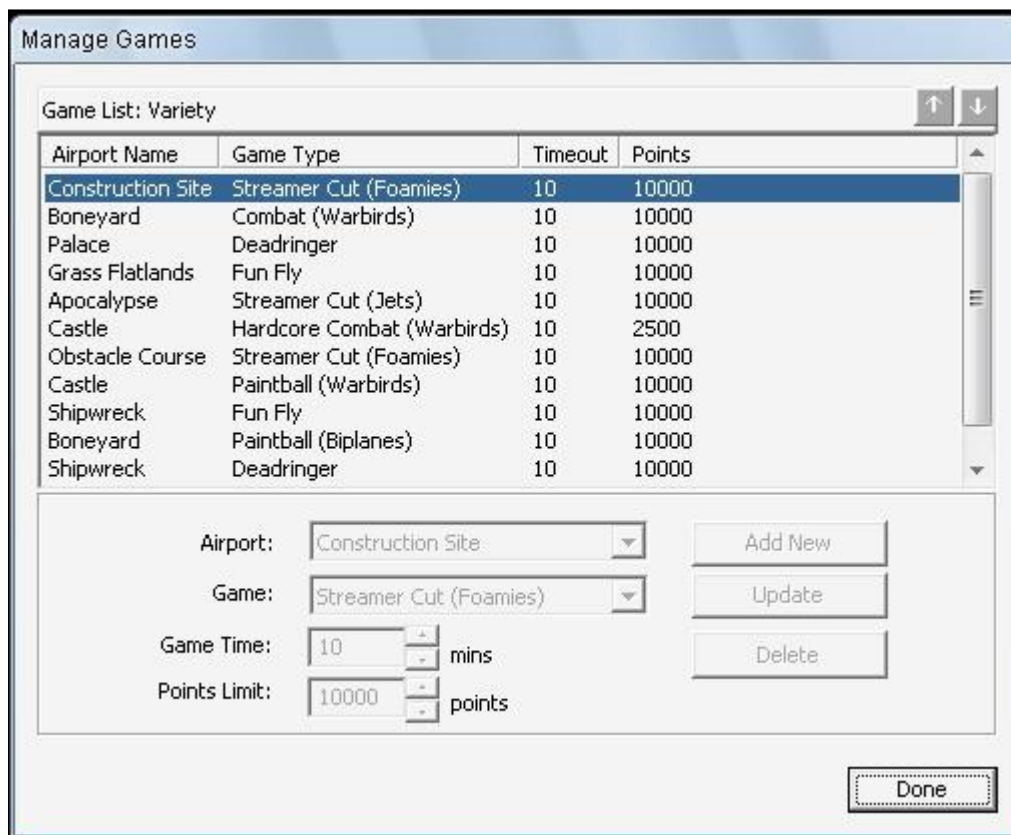 Manage Games
Game List: Variety
Airport Name Game Type Timeout Points
Construction Site Streamer Cut (Foamies) 10 10000
Boneyard Combat (Warbirds) 10 10000
Palace Deadringer 10 10000
Grass Flatlands Fun Fly 10 10000
Apocalypse Streamer Cut (Jets) 10 10000
Castle Hardcore Combat (Warbirds) 10 2500
Obstacle Course Streamer Cut (Foamies) 10 10000
Castle Paintball (Warbirds) 10 10000
Shipwreck Fun Fly 10 10000
Boneyard Paintball (Biplanes) 10 10000
Shipwreck Deadringer 10 10000
Airport: Construction Site Add New
Game: Streamer Cut (Foamies) Update
Game Time: 10 mins Delete
Points Limit: 10000 points
Done